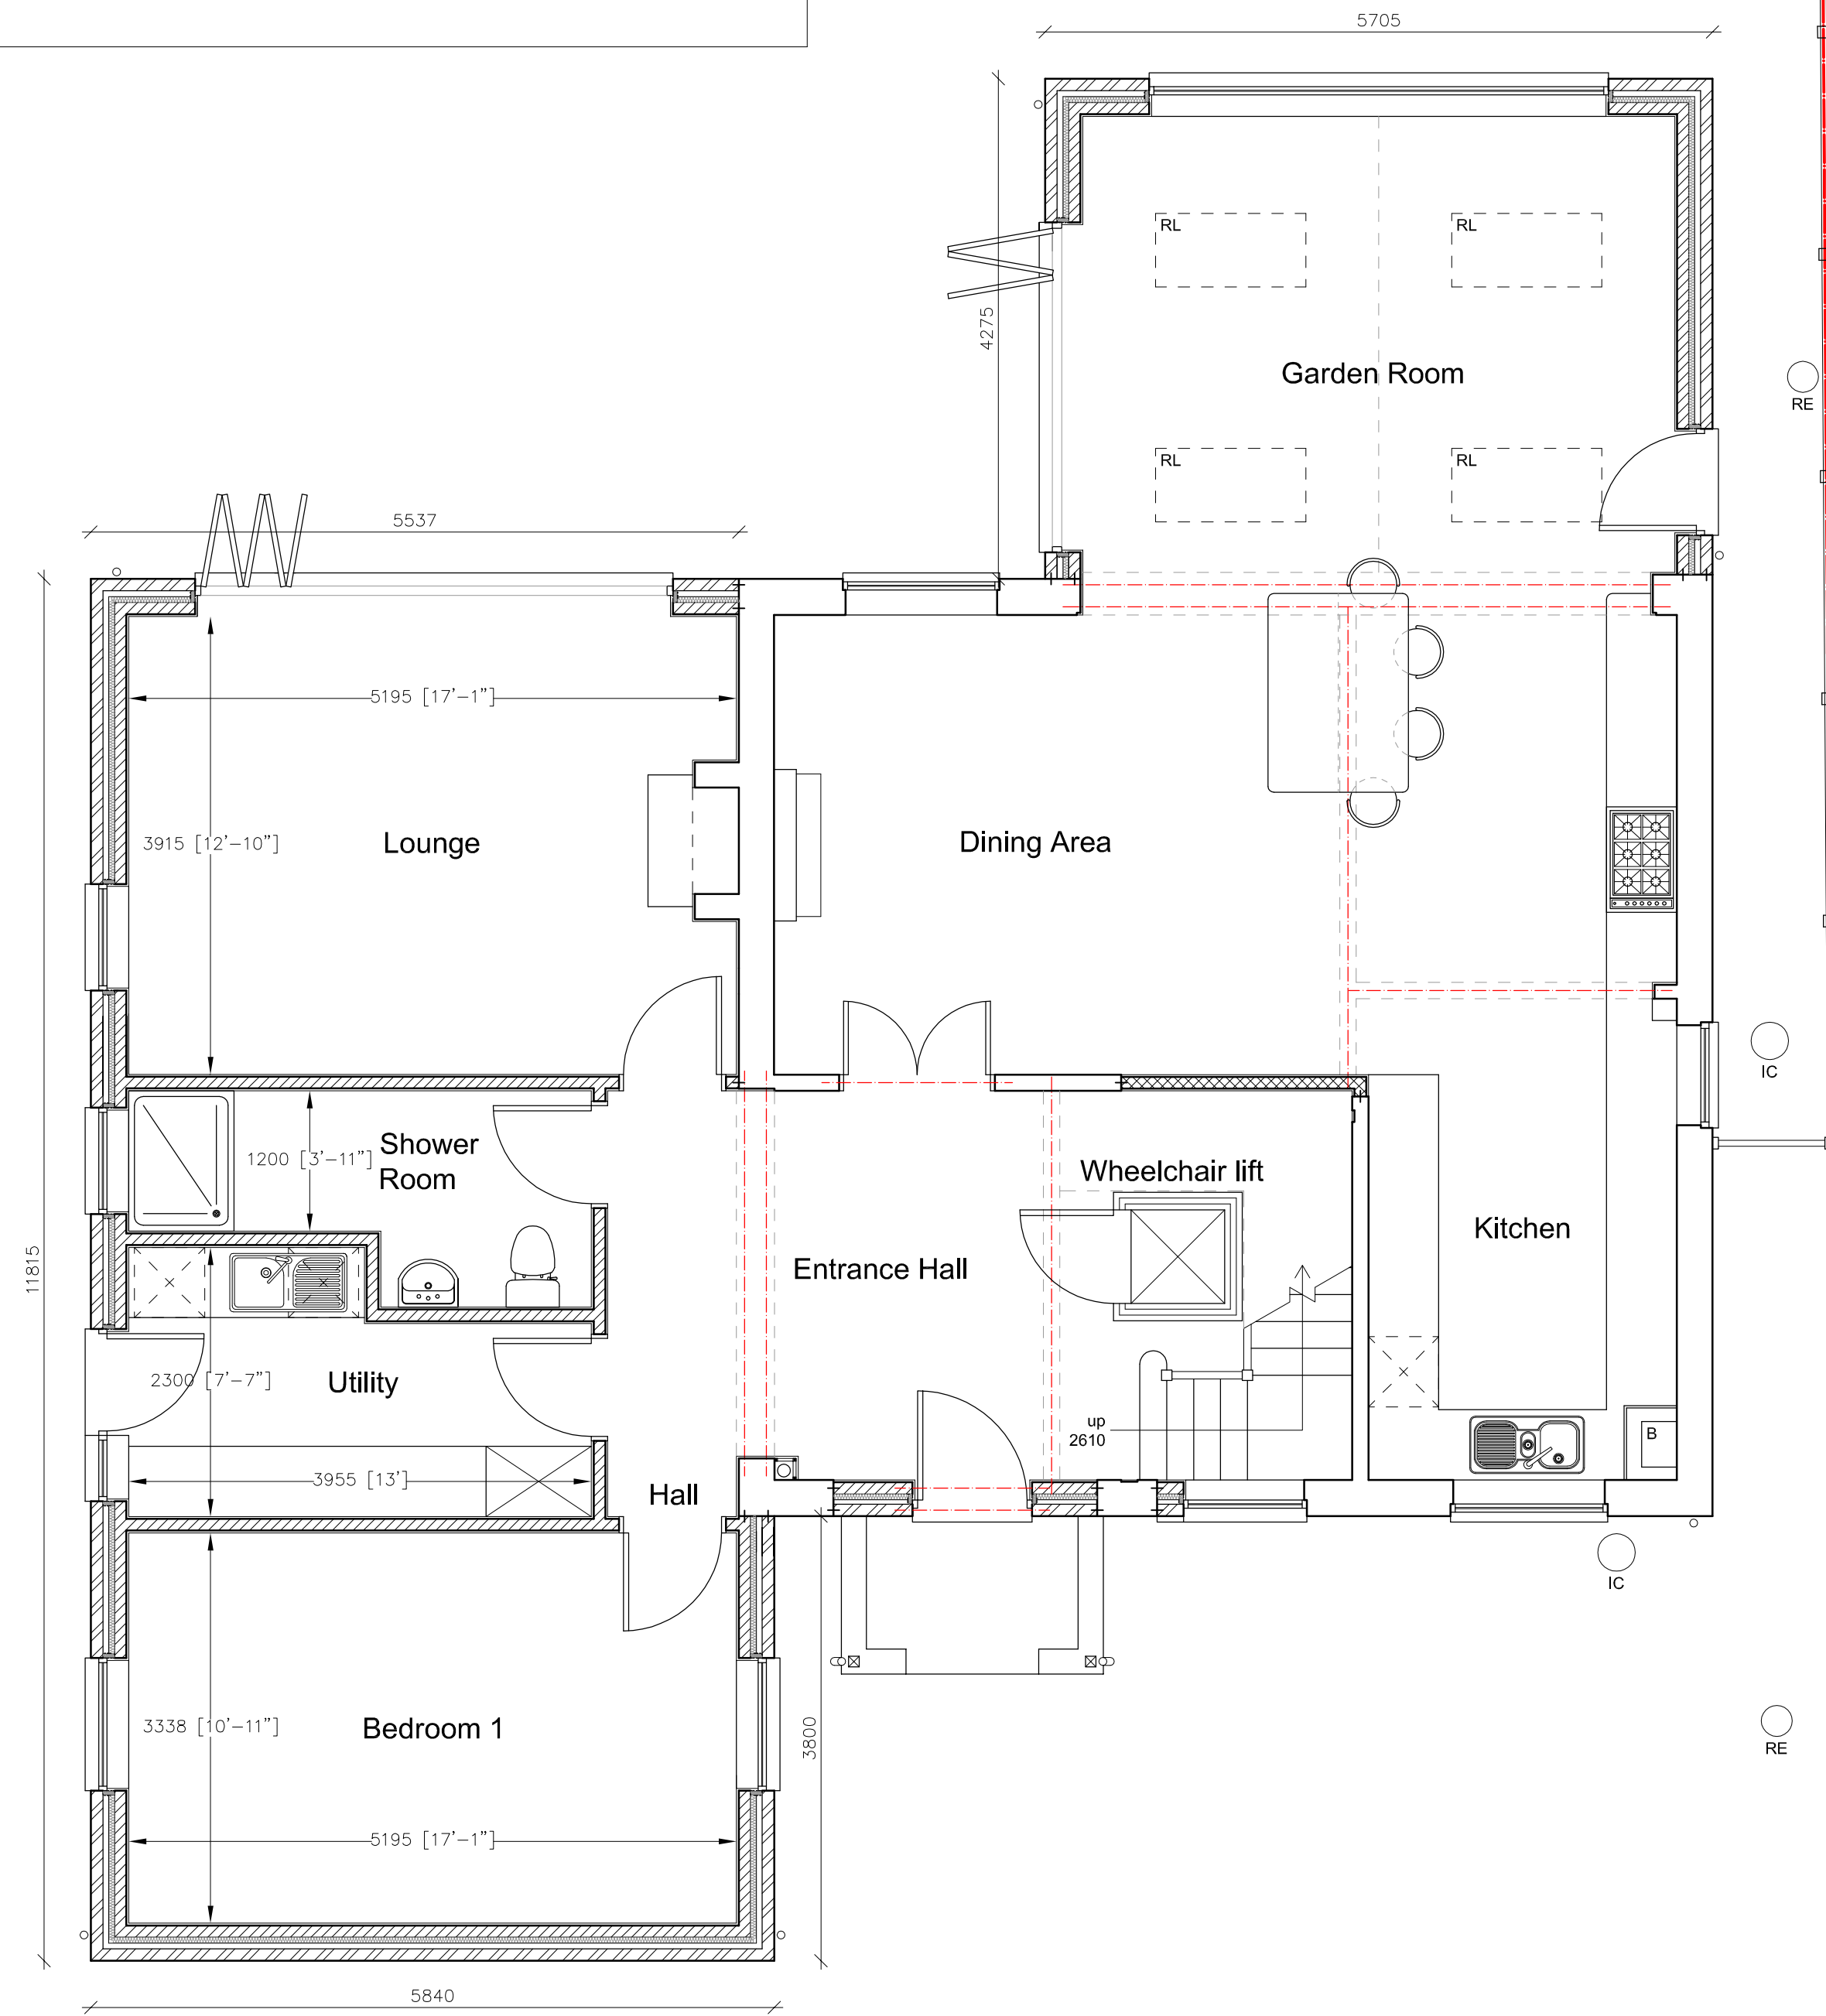 5705
RL
RL
4275
Garden Room
RE
RL
RL
5537
5195 [17'-1"]
3915 [12'-10"]
Lounge
Dining Area
IC
Shower
Room
1200 [3'-11"]
Wheelchair lift
Kitchen
Entrance Hall
11815
2300 [7'-7"]
Utility
up
2610
B
3955 [13']
Hall
IC
3338 [10'-11"]
Bedroom 1
3800
RE
5195 [17'-1"]
5840